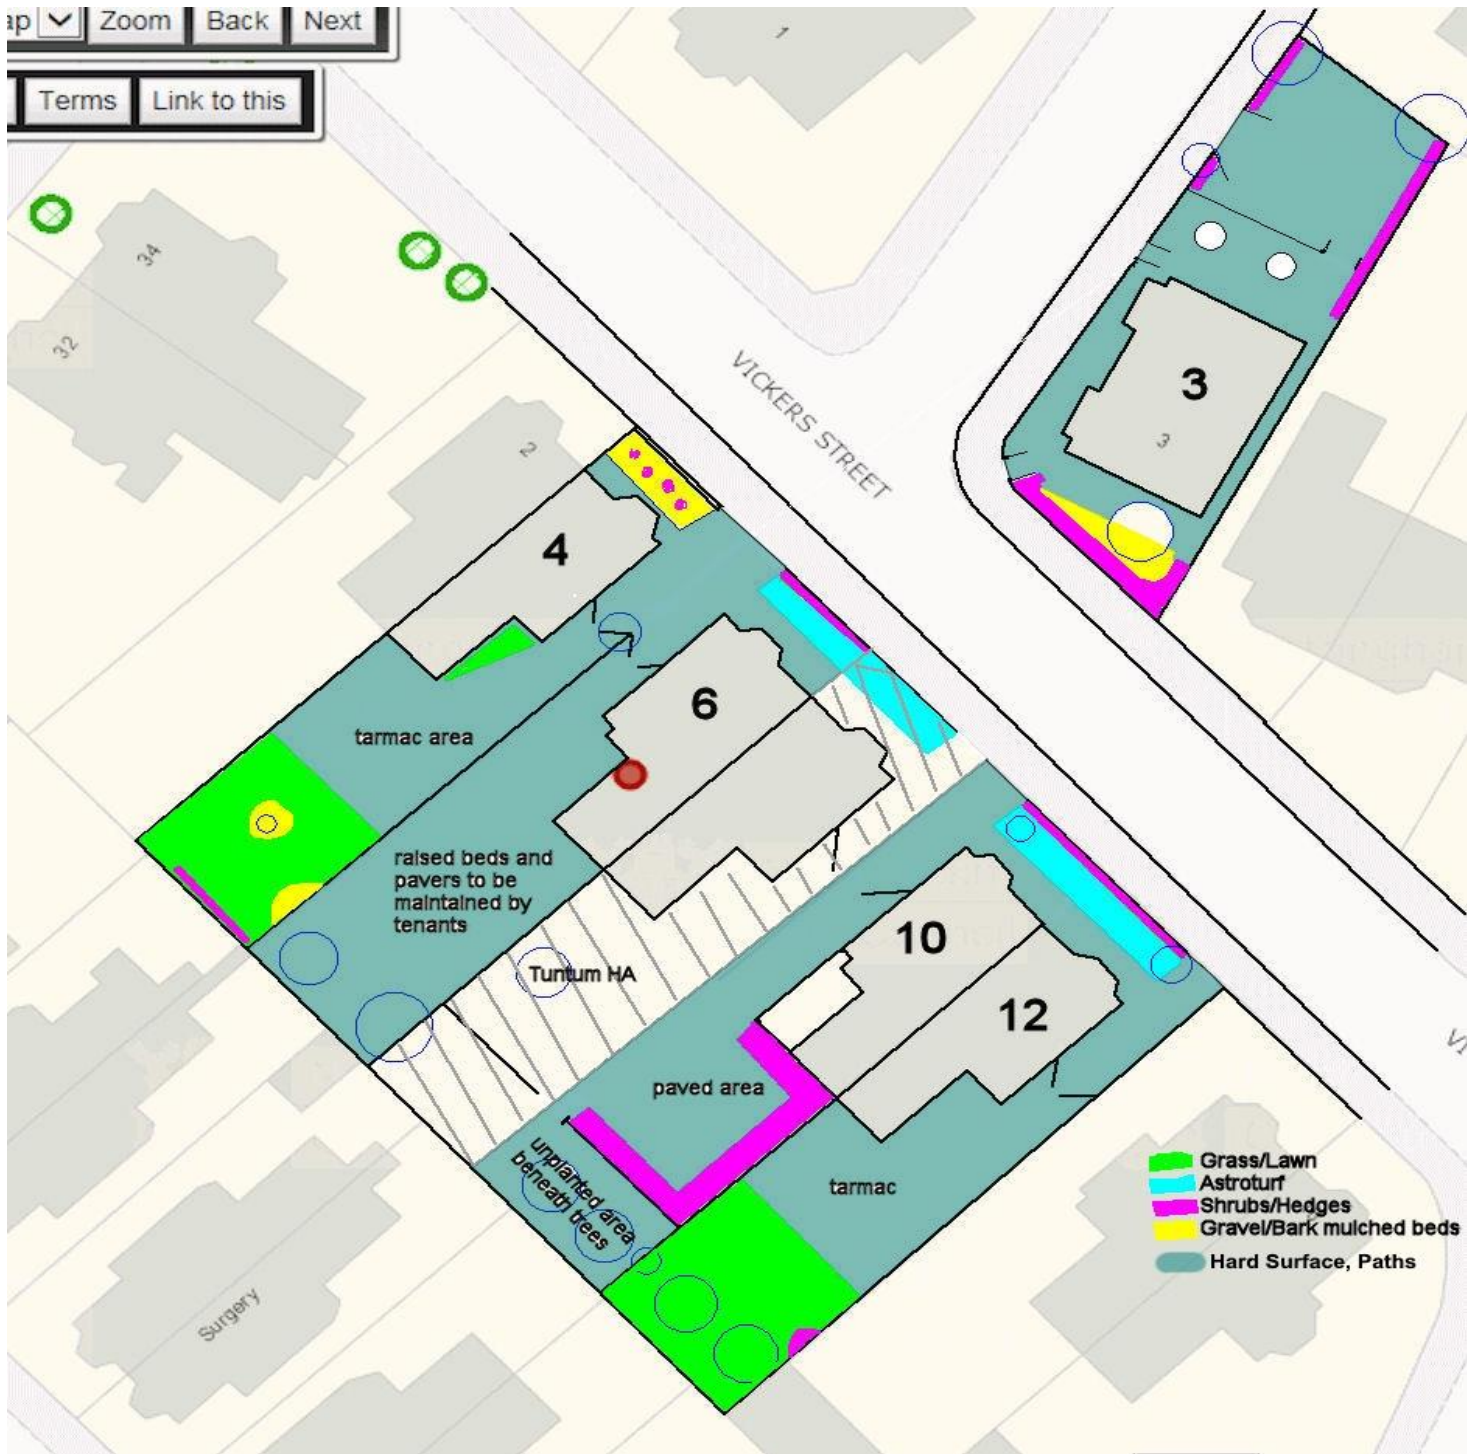 ap
Zoom
Back
Next
Terms
Link to this
1
34
32
2
VICKERS STREET
3
3
4
6
tarmac area
raised beds and
pavers to be
maintained by
tenants
Tuntum HA
10
12
paved area
unplanted area
beneath trees
tarmac
VI
Grass/Lawn
Astroturf
Shrubs/Hedges
Gravel/Bark mulched beds
Hard Surface, Paths
Surgery